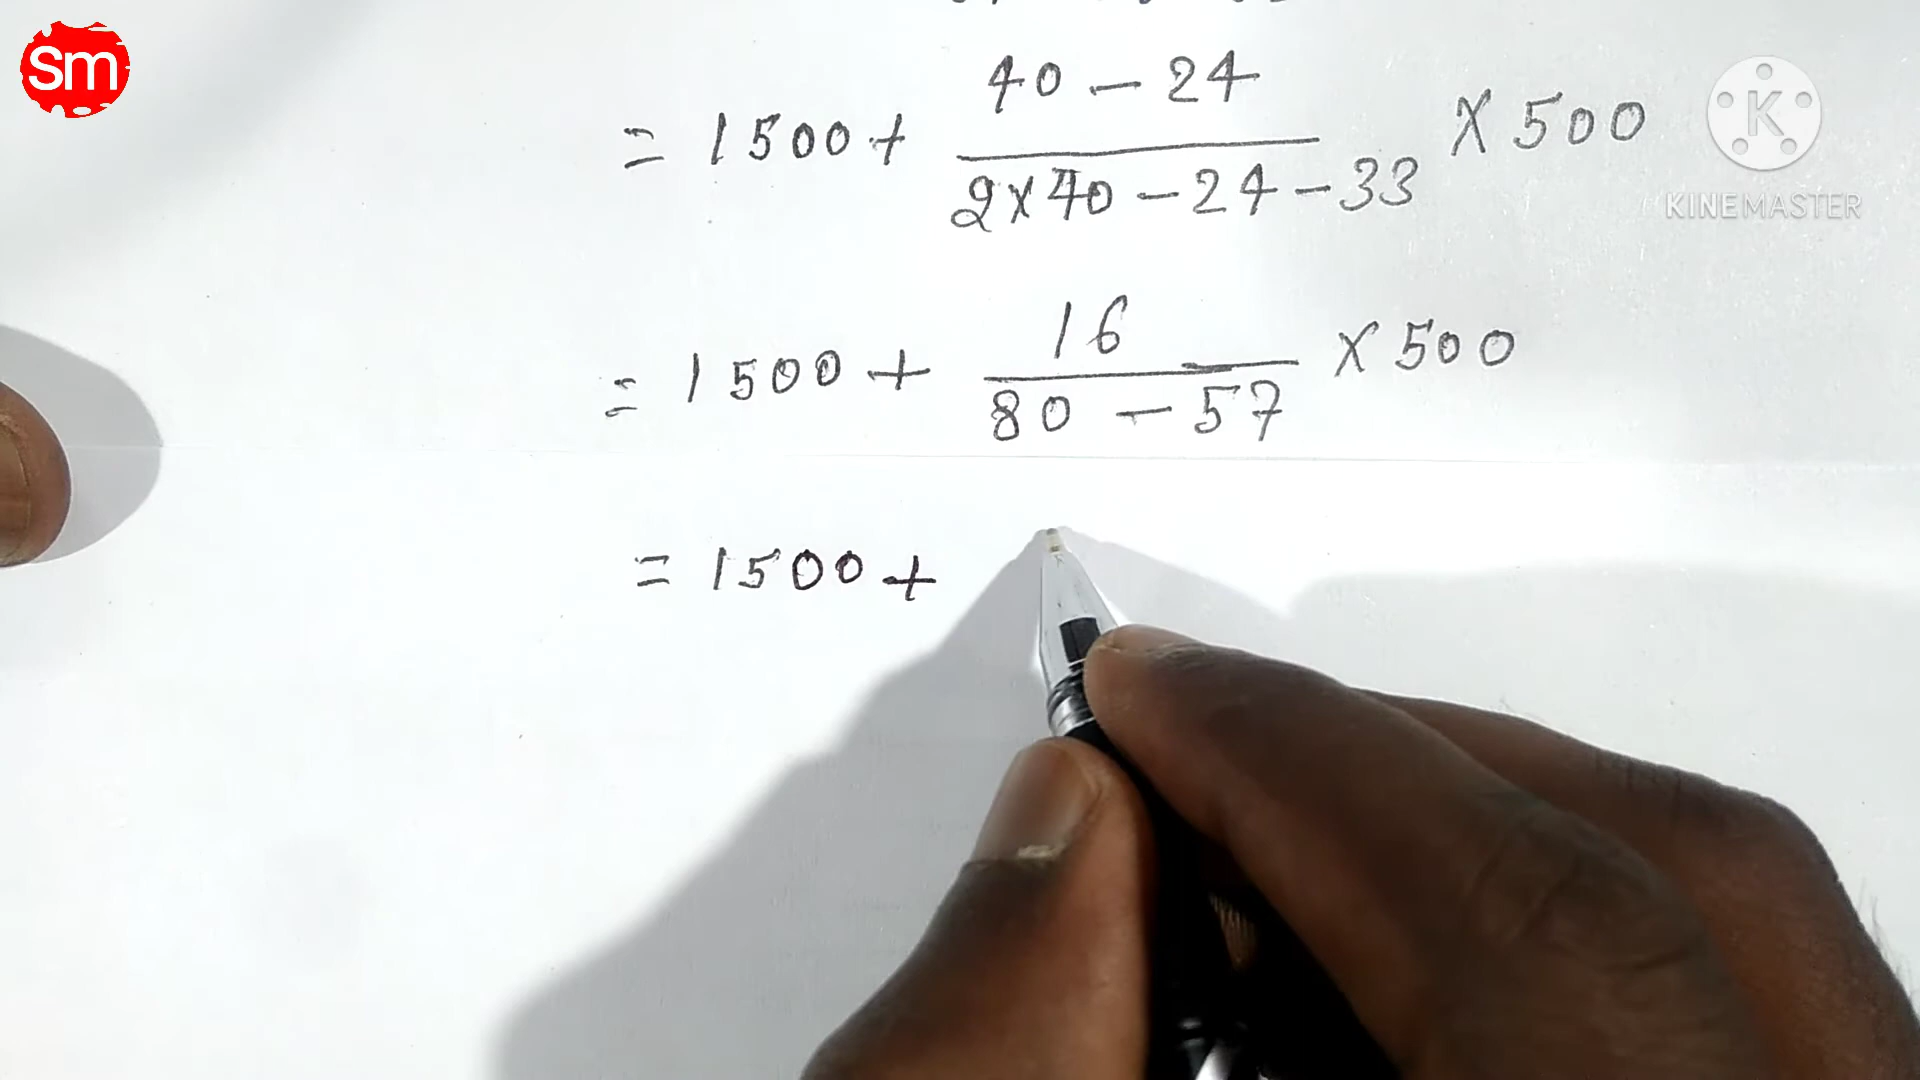 Sm
= 1500 + (40 - 24)/(2×40 - 24 - 33) × 500
KINEMASTER
= 1500 + 16/(80 - 57) × 500
= 1500 +